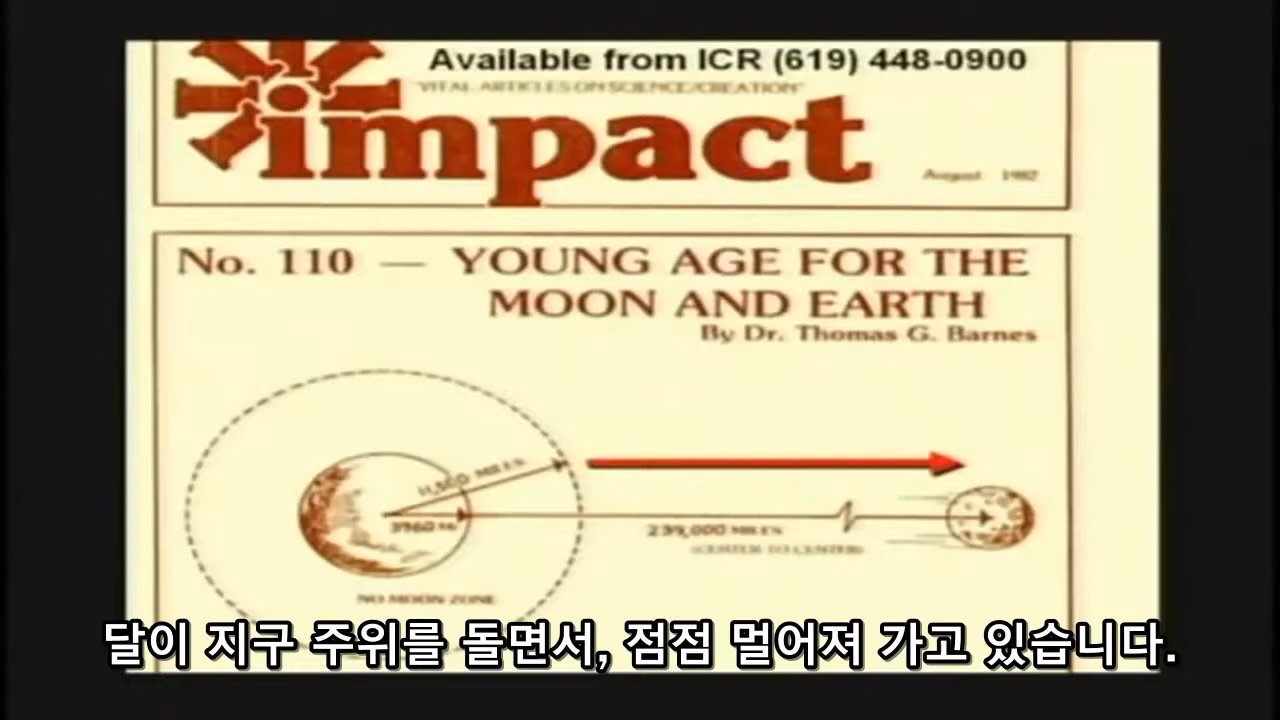 Available from ICR (619) 448-0900
"VITAL ARTICLES ON SCIENCE/CREATION"
impact
August 1982
No. 110 — YOUNG AGE FOR THE
MOON AND EARTH
By Dr. Thomas G. Barnes
11,500 MILES
3960
239,000 MILES
(CENTER TO CENTER)
NO MOON ZONE
달이 지구 주위를 돌면서, 점점 멀어져 가고 있습니다.